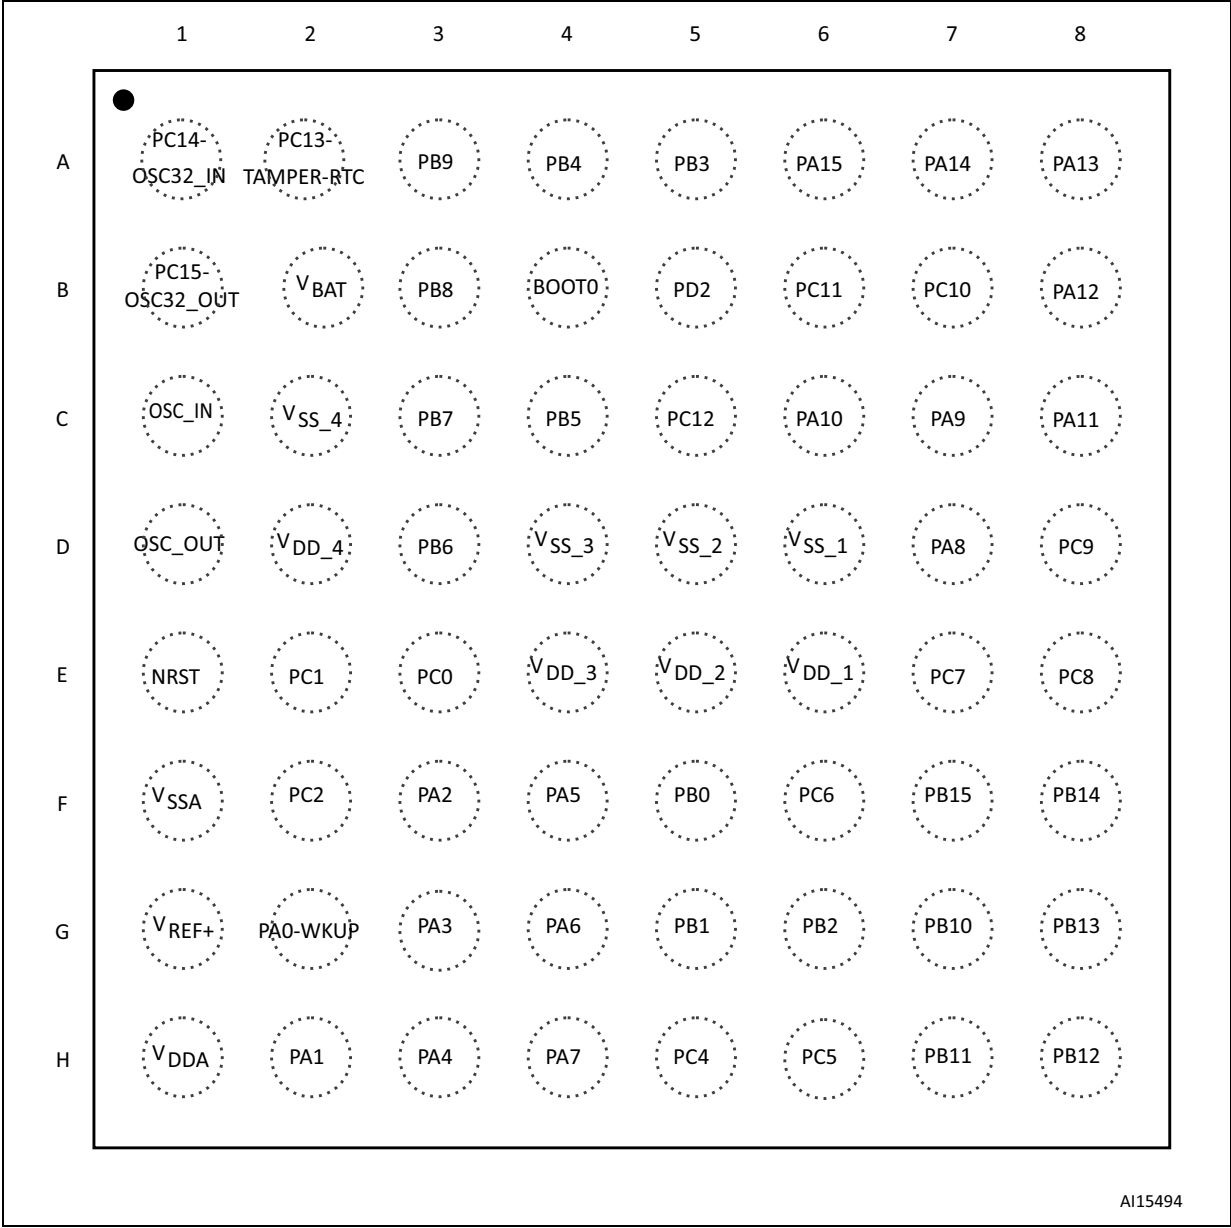 1 2 3 4 5 6 7 8
PC14- PC13-
A PB9 PB4 PB3 PA15 PA14 PA13
OSC32_IN TAMPER-RTC
PC15-
B VBAT PB8 BOOT0 PD2 PC11 PC10 PA12
OSC32_OUT
C OSC_IN VSS_4 PB7 PB5 PC12 PA10 PA9 PA11
D OSC_OUT VDD_4 PB6 VSS_3 VSS_2 VSS_1 PA8 PC9
E NRST PC1 PC0 VDD_3 VDD_2 VDD_1 PC7 PC8
F VSSA PC2 PA2 PA5 PB0 PC6 PB15 PB14
G VREF+ PA0-WKUP PA3 PA6 PB1 PB2 PB10 PB13
H VDDA PA1 PA4 PA7 PC4 PC5 PB11 PB12
AI15494